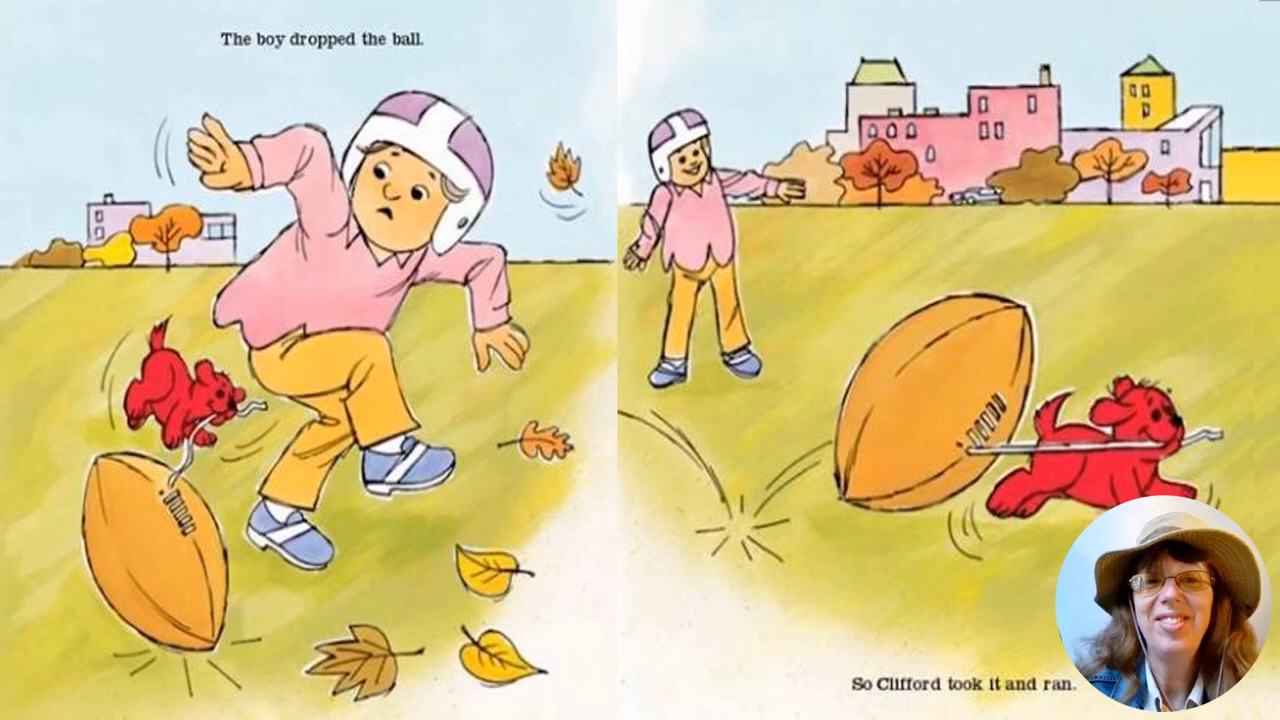 The boy dropped the ball.
So Clifford took it and ran.